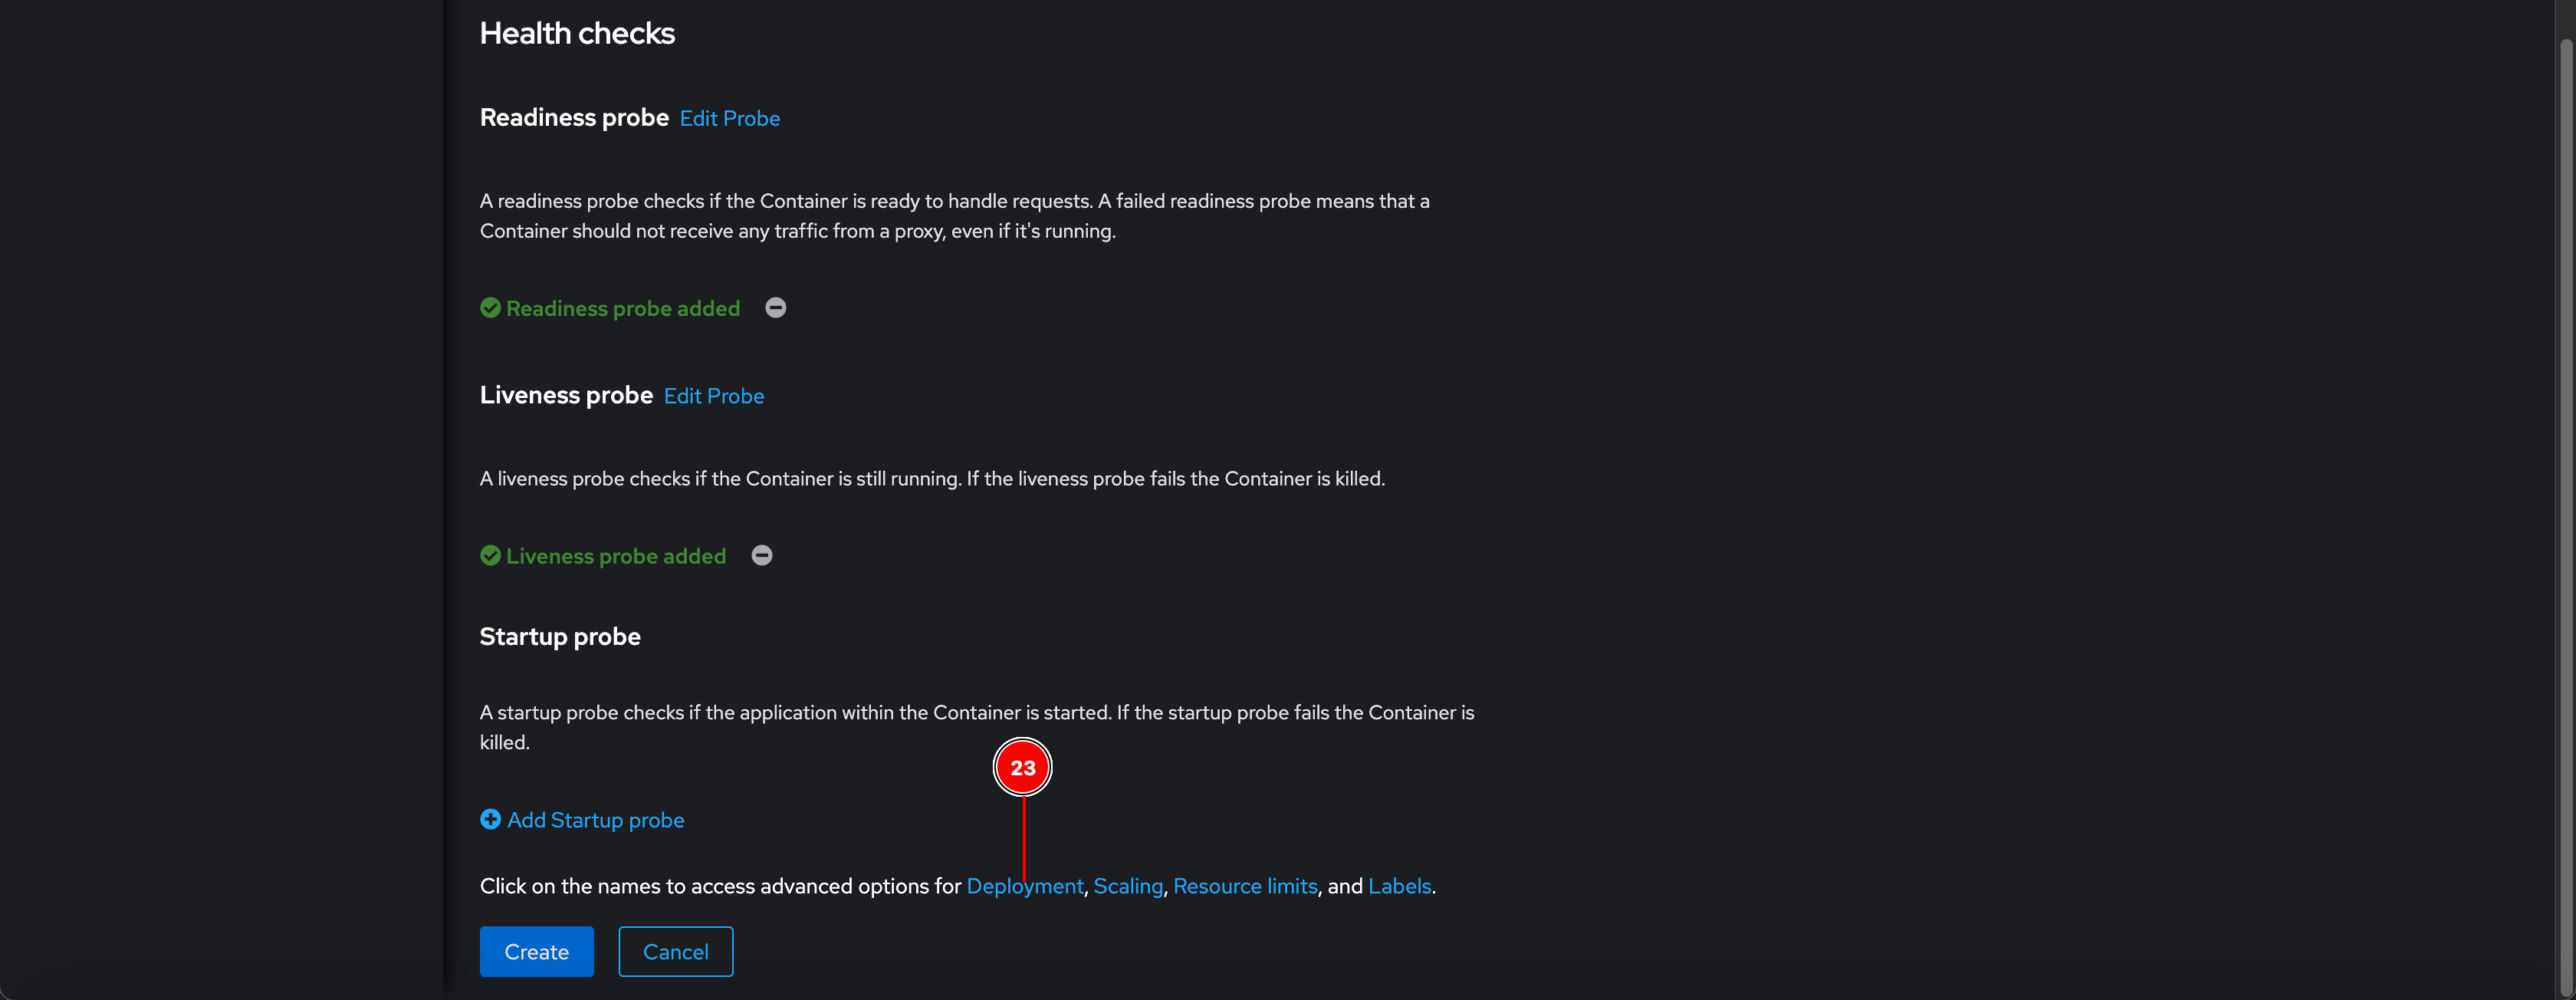 Health checks
Readiness probe Edit Probe
A readiness probe checks if the Container is ready to handle requests. A failed readiness probe means that a
Container should not receive any traffic from a proxy, even if it's running.
Readiness probe added
Liveness probe Edit Probe
A liveness probe checks if the Container is still running. If the liveness probe fails the Container is killed.
Liveness probe added
Startup probe
A startup probe checks if the application within the Container is started. If the startup probe fails the Container is
killed.
23
Add Startup probe
Click on the names to access advanced options for Deployment, Scaling, Resource limits, and Labels.
Create Cancel